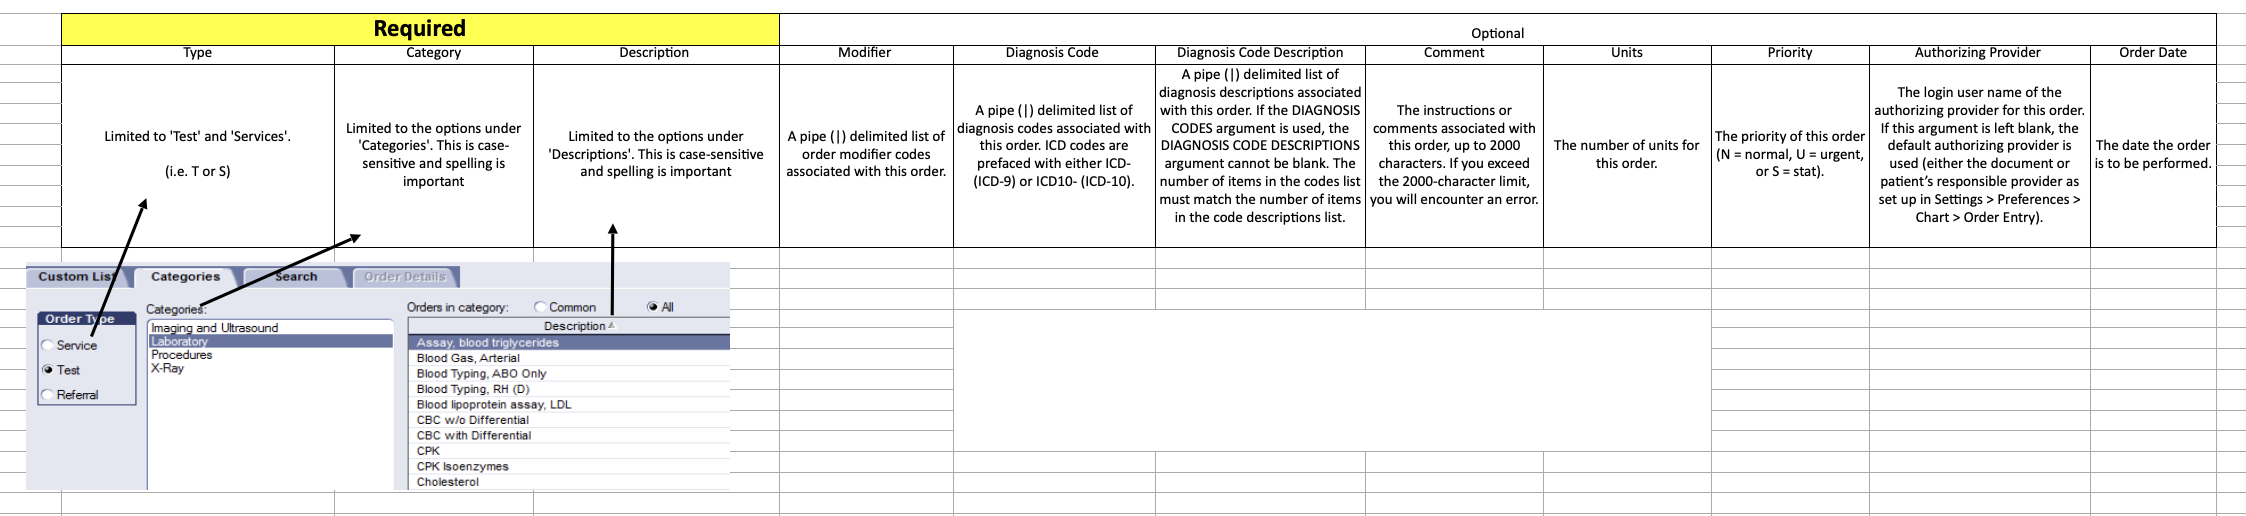 Required
Optional
Type
Category
Description
Modifier
Diagnosis Code
Diagnosis Code Description
Comment
Units
Priority
Authorizing Provider
Order Date
Limited to 'Test' and 'Services'.
(i.e. T or S)
Limited to the options under
'Categories'. This is case-
sensitive and spelling is
important
Limited to the options under
'Descriptions'. This is case-sensitive
and spelling is important
A pipe (|) delimited list of
order modifier codes
associated with this order.
A pipe (|) delimited list of
diagnosis codes associated with
this order. ICD codes are
prefaced with either ICD-
(ICD-9) or ICD10- (ICD-10).
A pipe (|) delimited list of
diagnosis descriptions associated
with this order. If the DIAGNOSIS
CODES argument is used, the
DIAGNOSIS CODE DESCRIPTIONS
argument cannot be blank. The
number of items in the codes list
must match the number of items
in the code descriptions list.
The instructions or
comments associated with
this order, up to 2000
characters. If you exceed
the 2000-character limit,
you will encounter an error.
The number of units for
this order.
The priority of this order
(N = normal, U = urgent,
or S = stat).
The login user name of the
authorizing provider for this order.
If this argument is left blank, the
default authorizing provider is
used (either the document or
patient’s responsible provider as
set up in Settings > Preferences >
Chart > Order Entry).
The date the order
is to be performed.
Custom List
Categories
Search
Order Details
Order Type
Service
Test
Referral
Categories:
Imaging and Ultrasound
Laboratory
Procedures
X-Ray
Orders in category:
Common
All
Description
Assay, blood triglycerides
Blood Gas, Arterial
Blood Typing, ABO Only
Blood Typing, RH (D)
Blood lipoprotein assay, LDL
CBC w/o Differential
CBC with Differential
CPK
CPK Isoenzymes
Cholesterol